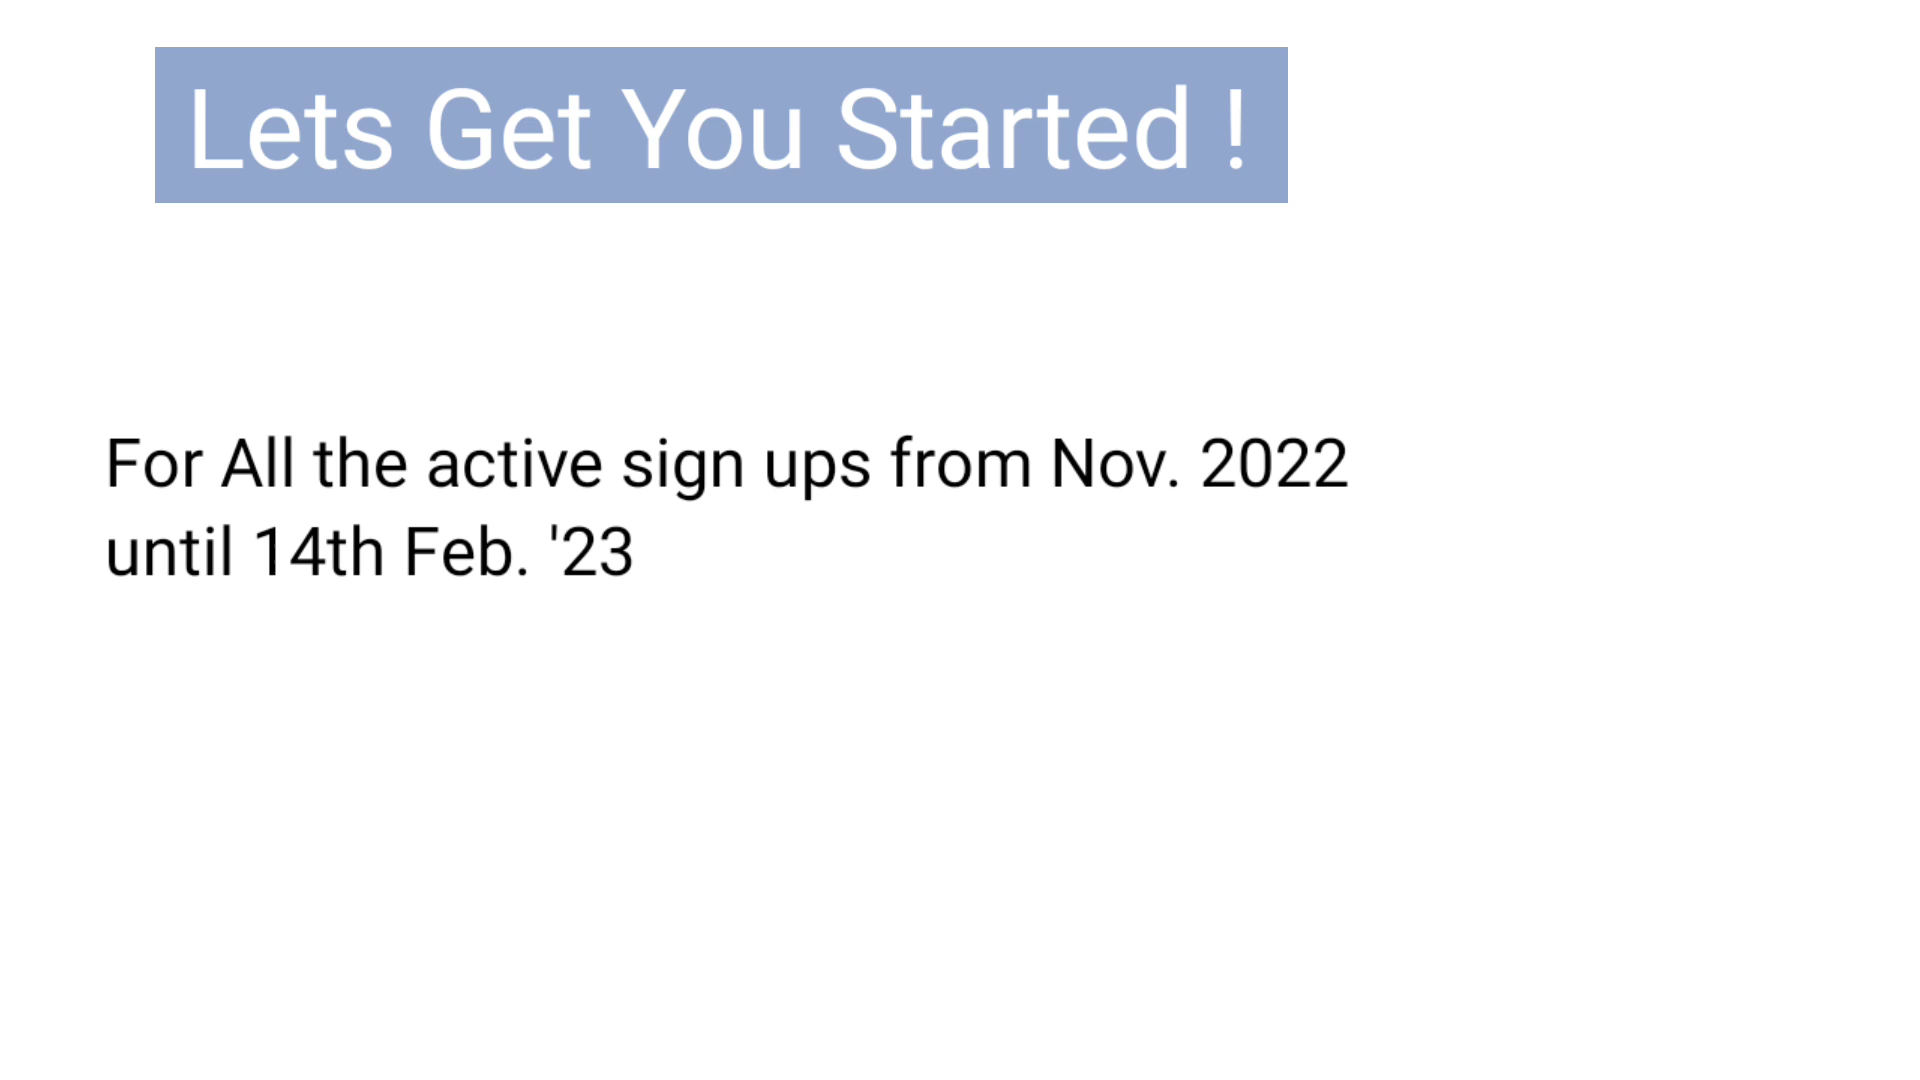 Lets Get You Started !
For All the active sign ups from Nov. 2022
until 14th Feb. '23